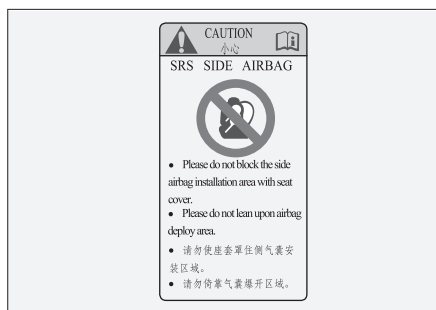 CAUTION
小心
SRS SIDE AIRBAG
● Please do not block the side
airbag installation area with seat
cover.
● Please do not lean upon airbag
deploy area.
● 请勿使座套罩住侧气囊安
装区域。
● 请勿倚靠气囊爆开区域。